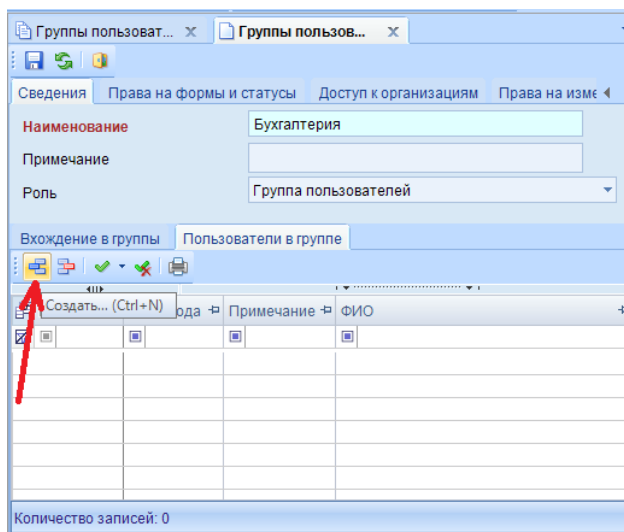 Группы пользоват... X Группы пользов... X
Сведения Права на формы и статусы Доступ к организациям Права на изме
Наименование Бухгалтерия
Примечание
Роль Группа пользователей
Вхождение в группы Пользователи в группе
Создать... (Ctrl+N)
ода Примечание ФИО
Количество записей: 0